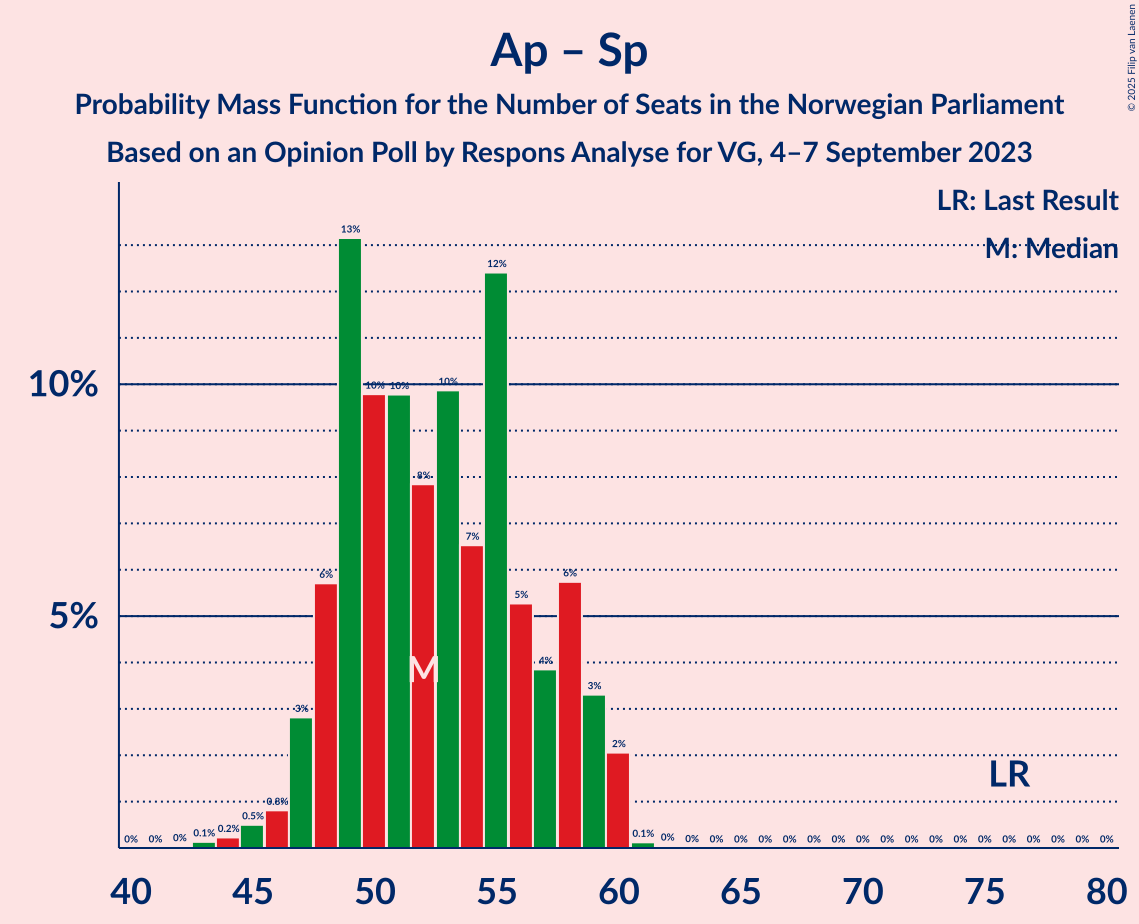 Ap – Sp
Probability Mass Function for the Number of Seats in the Norwegian Parliament
Based on an Opinion Poll by Respons Analyse for VG, 4–7 September 2023
© 2025 Filip van Laenen
LR: Last Result
M: Median
10%
5%
0% 0% 0% 0.1% 0.2% 0.5% 0.8% 3% 6% 13% 10% 10% 8% 10% 7% 12% 5% 4% 6% 3% 2% 0.1% 0% 0% 0% 0% 0% 0% 0% 0% 0% 0% 0% 0% 0% 0% 0% 0% 0% 0% 0%
M
LR
40 45 50 55 60 65 70 75 80